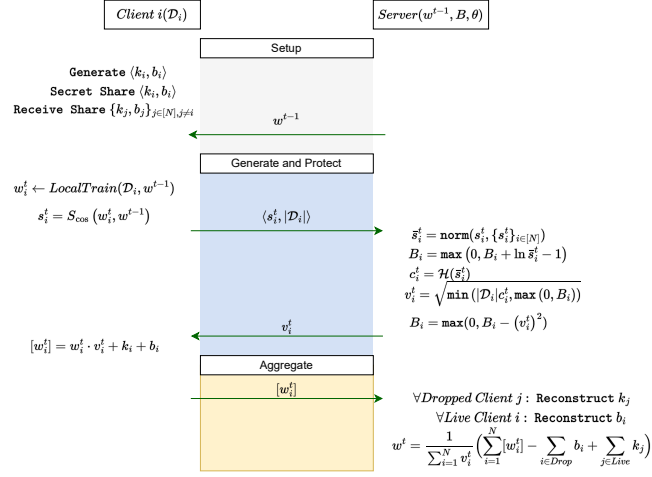 Client i(𝒟_i)
Server(w^{t-1}, B, θ)
Setup
Generate ⟨k_i, b_i⟩
Secret Share ⟨k_i, b_i⟩
Receive Share {k_j, b_j}_{j∈[N], j≠i}
w^{t-1}
Generate and Protect
w_i^t ← LocalTrain(𝒟_i, w^{t-1})
s_i^t = S_cos (w_i^t, w^{t-1})
⟨s_i^t, |𝒟_i|⟩
s̄_i^t = norm(s_i^t, {s_i^t}_{i∈[N]})
B_i = max (0, B_i + ln s̄_i^t − 1)
c_i^t = ℋ(s̄_i^t)
v_i^t = √(min (|𝒟_i|c_i^t, max (0, B_i)))
v_i^t
B_i = max(0, B_i − (v_i^t)^2)
[w_i^t] = w_i^t · v_i^t + k_i + b_i
Aggregate
[w_i^t]
∀Dropped Client j : Reconstruct k_j
∀Live Client i : Reconstruct b_i
w^t = \frac{1}{∑_{i=1}^N v_i^t} (∑_{i=1}^N [w_i^t] − ∑_{i∈Drop} b_i + ∑_{j∈Live} k_j)